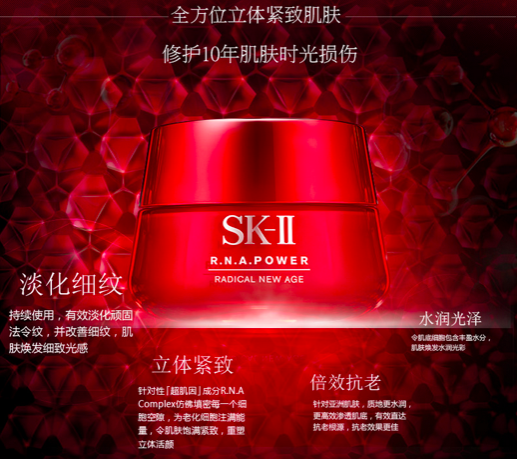 全方位立体紧致肌肤
修护10年肌肤时光损伤
SK-II
R.N.A.POWER
RADICAL NEW AGE
淡化细纹
持续使用，有效淡化顽固
法令纹，并改善细纹，肌
肤焕发细致光感
水润光泽
令肌底细胞包含丰盈水分，
肌肤焕发水润光彩
立体紧致
针对性「超肌因」成分R.N.A
Complex仿佛填密每一个细
胞空隙，为老化细胞注满能
量，令肌肤饱满紧致，重塑
立体活颜
倍效抗老
针对亚洲肌肤，质地更水润，
更高效渗透肌底，有效直达
抗老根源，抗老效果更佳